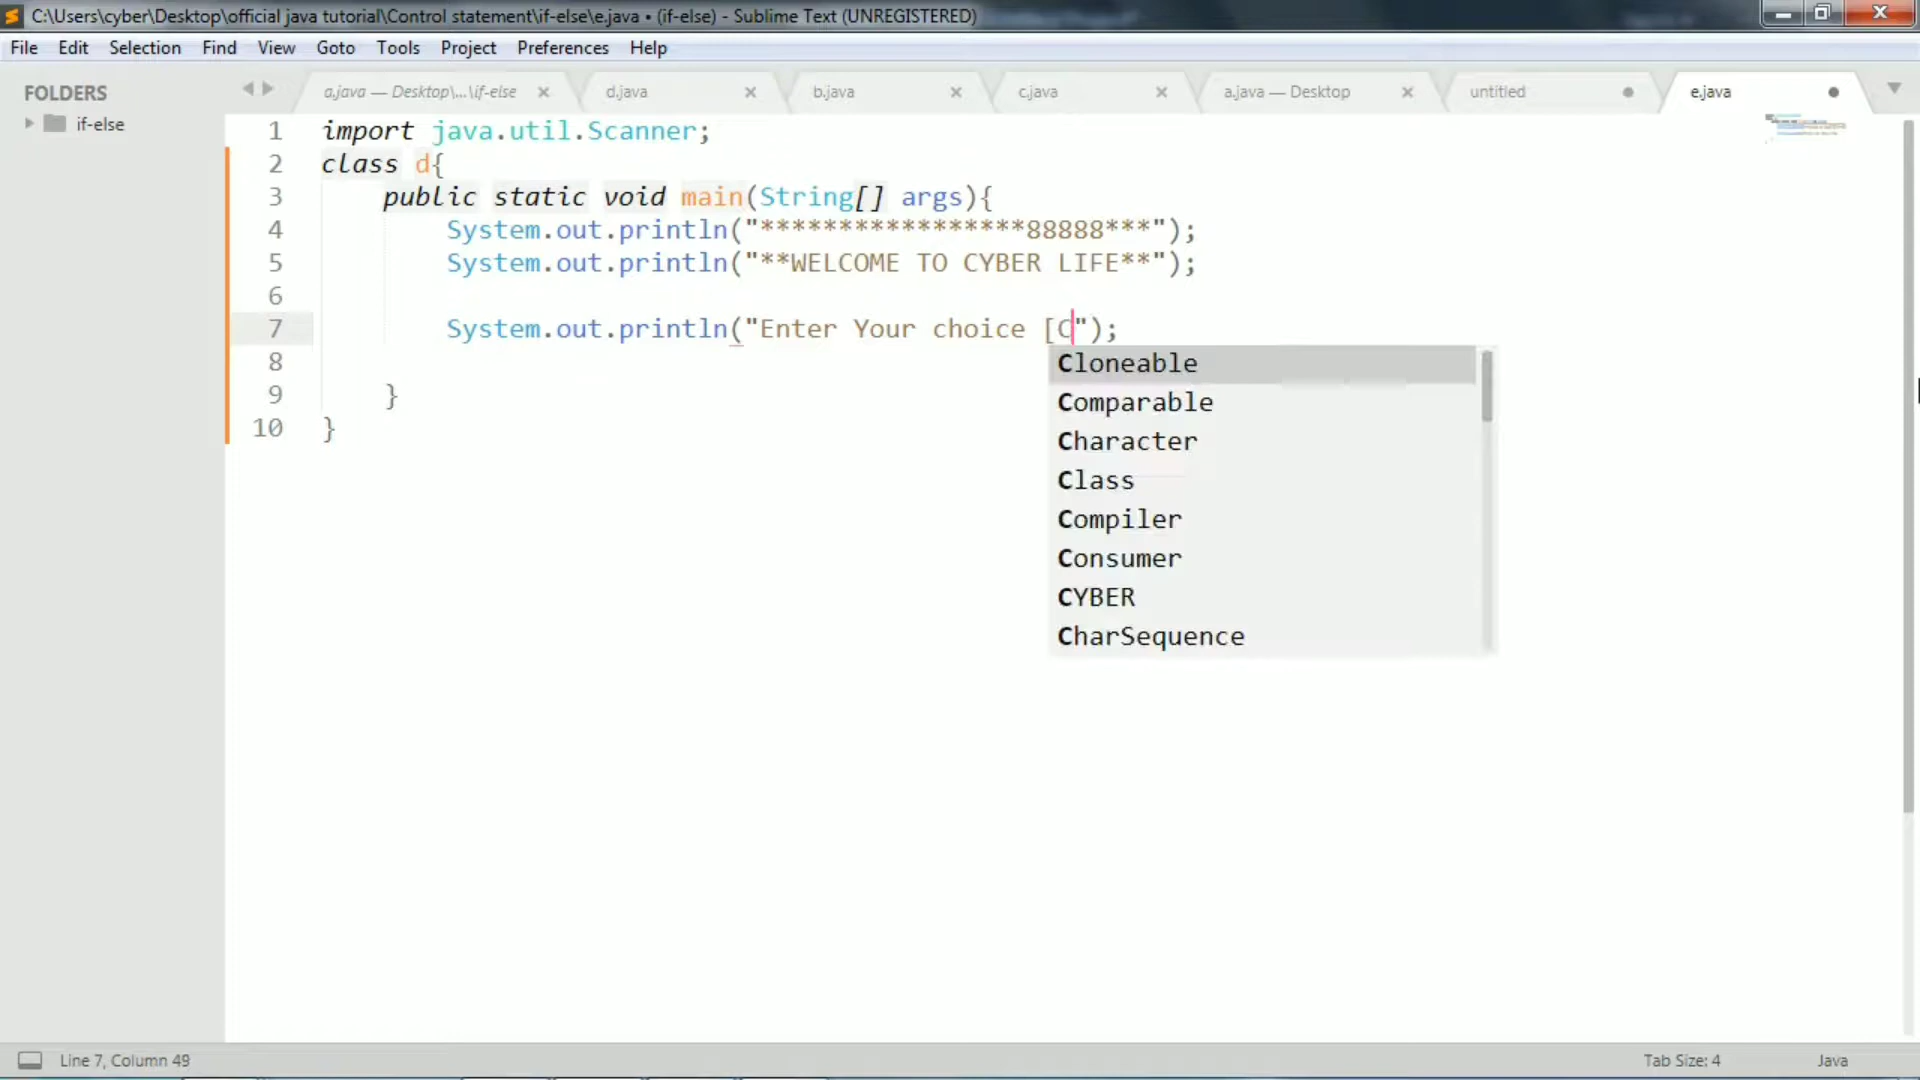 C:\Users\cyber\Desktop\official java tutorial\Control statement\if-else\e.java • (if-else) - Sublime Text (UNREGISTERED)
File Edit Selection Find View Goto Tools Project Preferences Help
FOLDERS
if-else
a.java — Desktop\...\if-else d.java b.java c.java a.java — Desktop untitled e.java
1 import java.util.Scanner;
2 class d{
3 public static void main(String[] args){
4 System.out.println("*****************88888***");
5 System.out.println("**WELCOME TO CYBER LIFE**");
6
7 System.out.println("Enter Your choice [C");
8
9 }
10 }
Cloneable
Comparable
Character
Class
Compiler
Consumer
CYBER
CharSequence
Line 7, Column 49 Tab Size: 4 Java